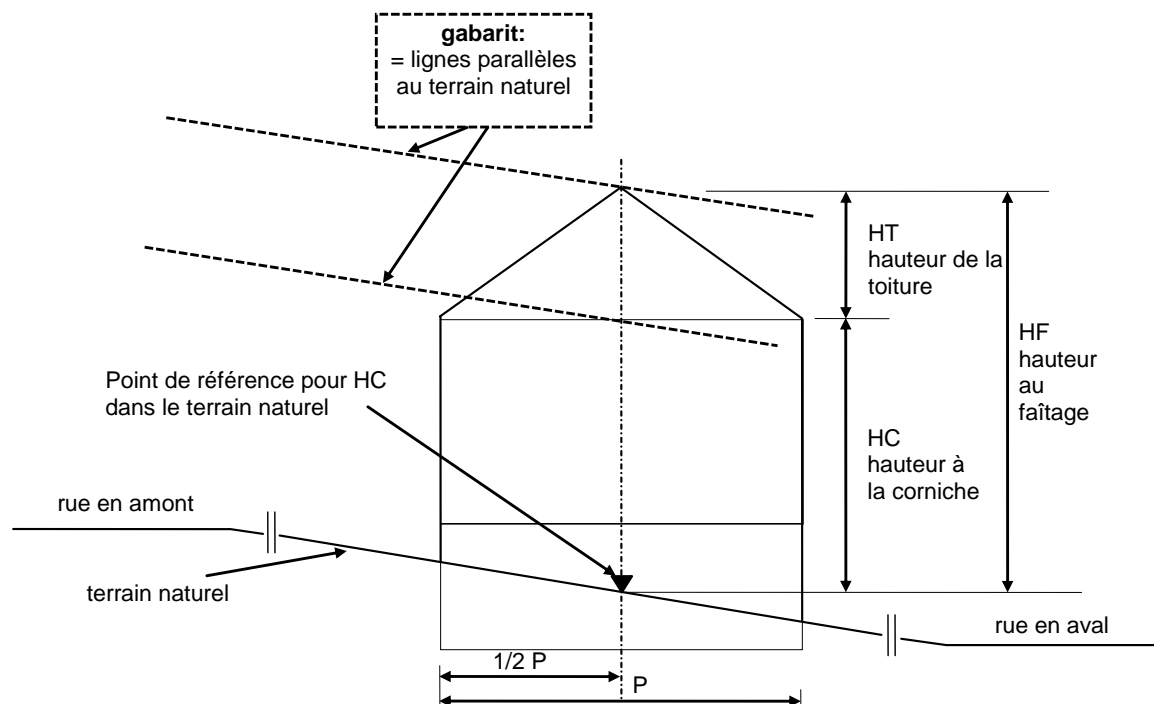 gabarit:
= lignes parallèles
au terrain naturel
HT
hauteur de la
toiture
HF
hauteur
au
faîtage
Point de référence pour HC
dans le terrain naturel
HC
hauteur à
la corniche
rue en amont
terrain naturel
rue en aval
1/2 P
P